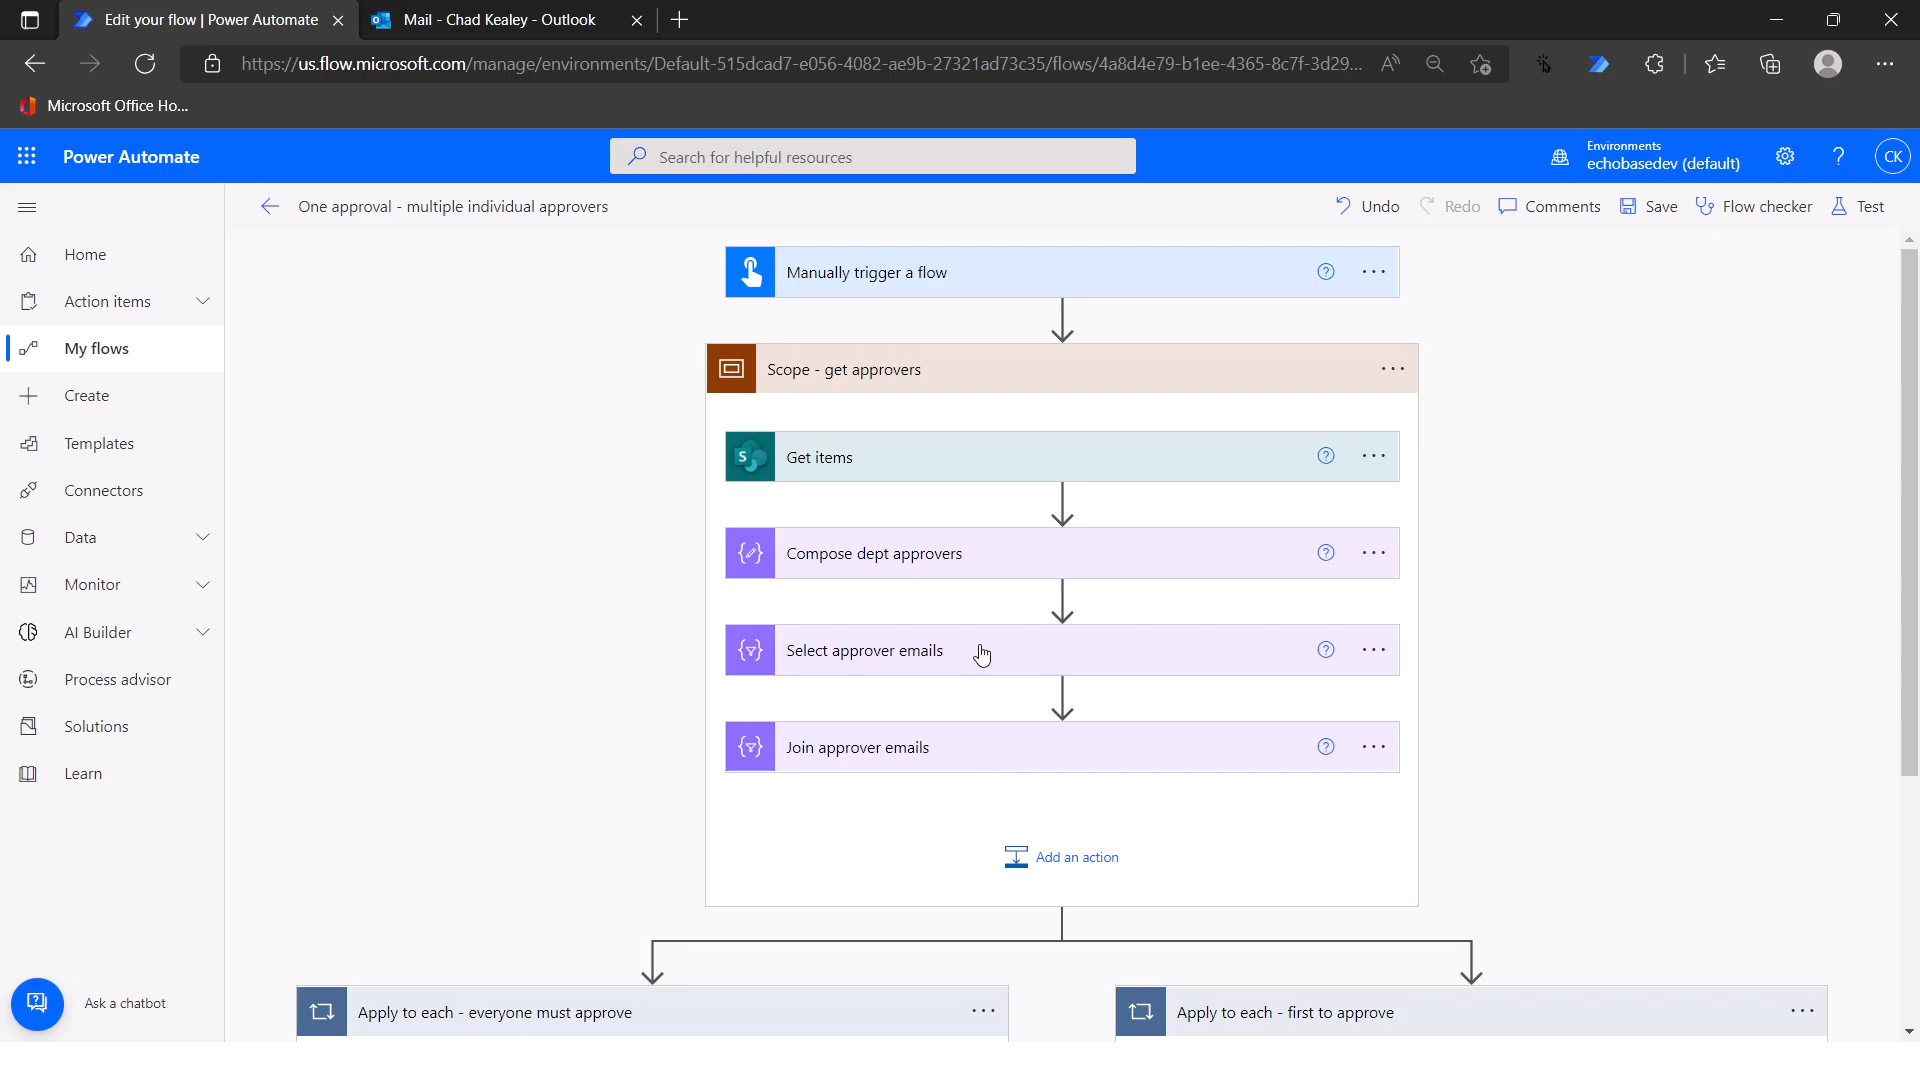 Edit your flow | Power Automate
Mail - Chad Kealey - Outlook
https://us.flow.microsoft.com/manage/environments/Default-515dcad7-e056-4082-ae9b-27321ad73c35/flows/4a8d4e79-b1ee-4365-8c7f-3d29...
Microsoft Office Ho...
Power Automate
Search for helpful resources
Environments
echobasedev (default)
CK
One approval - multiple individual approvers
Undo
Redo
Comments
Save
Flow checker
Test
Home
Action items
My flows
Create
Templates
Connectors
Data
Monitor
AI Builder
Process advisor
Solutions
Learn
Ask a chatbot
Manually trigger a flow
Scope - get approvers
Get items
Compose dept approvers
Select approver emails
Join approver emails
Add an action
Apply to each - everyone must approve
Apply to each - first to approve